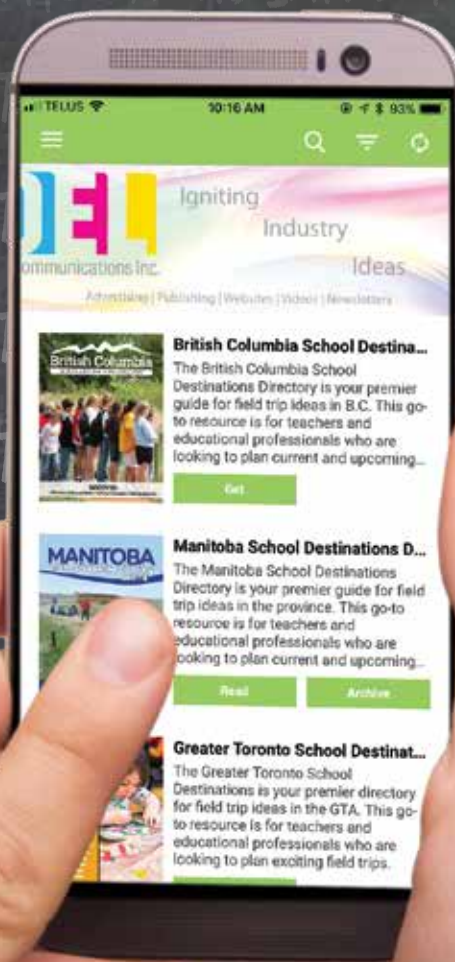 TELUS 10:16 AM 93%
Igniting
DEL Industry
Communications Inc. Ideas
Advertising | Publishing | Websites | Videos | Newsletters
British Columbia School Destina...
British Columbia
The British Columbia School
Destinations Directory is your premier
guide for field trip ideas in B.C. This go-
to resource is for teachers and
educational professionals who are
looking to plan current and upcoming...
Get
Manitoba School Destinations D...
MANITOBA
The Manitoba School Destinations
Directory is your premier guide for field
trip ideas in the province. This go-to
resource is for teachers and
educational professionals who are
looking to plan current and upcoming...
Read Archive
Greater Toronto School Destinat...
The Greater Toronto School
Destinations is your premier directory
for field trip ideas in the GTA. This go-
to resource is for teachers and
educational professionals who are
looking to plan exciting field trips.